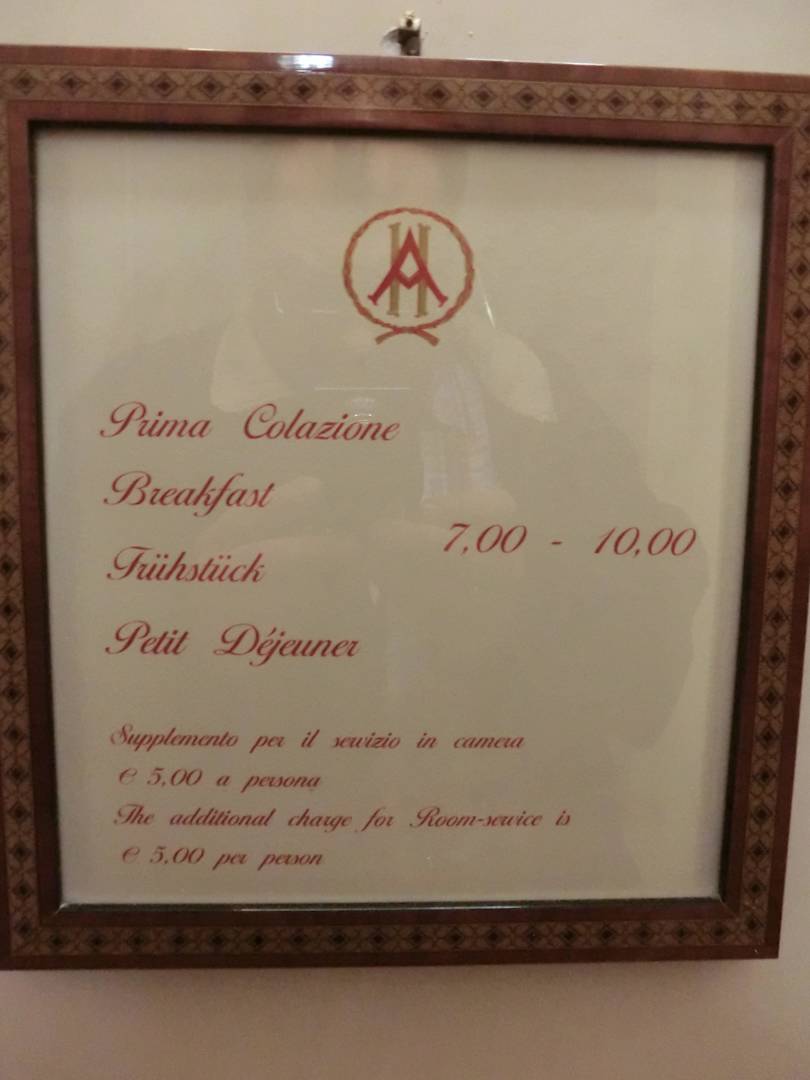 HA
Prima Colazione
Breakfast
Frühstück
7,00 - 10,00
Petit Déjeuner
Supplemento per il servizio in camera
€ 5,00 a persona
The additional charge for Room-service is
€ 5,00 per person